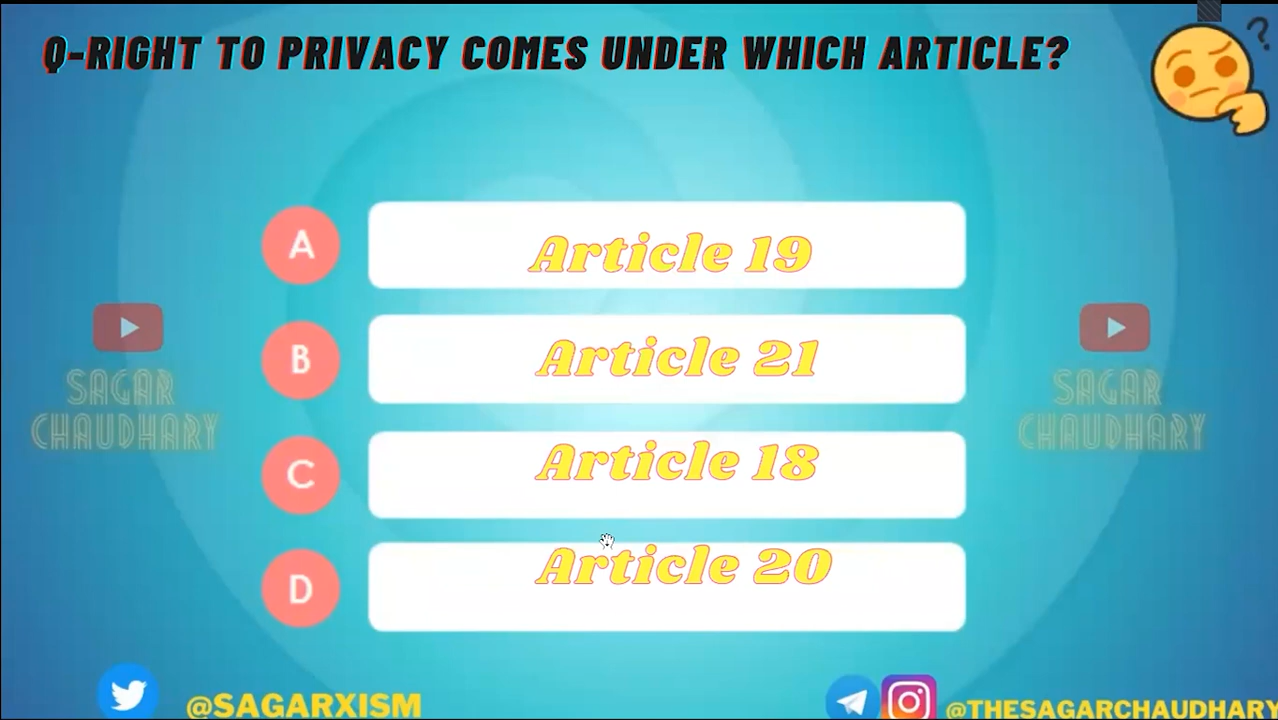 Q-RIGHT TO PRIVACY COMES UNDER WHICH ARTICLE?
?
A
Article 19
B
Article 21
SAGAR
CHAUDHARY
SAGAR
CHAUDHARY
C
Article 18
D
Article 20
@SAGARXISM
@THESAGARCHAUDHARY